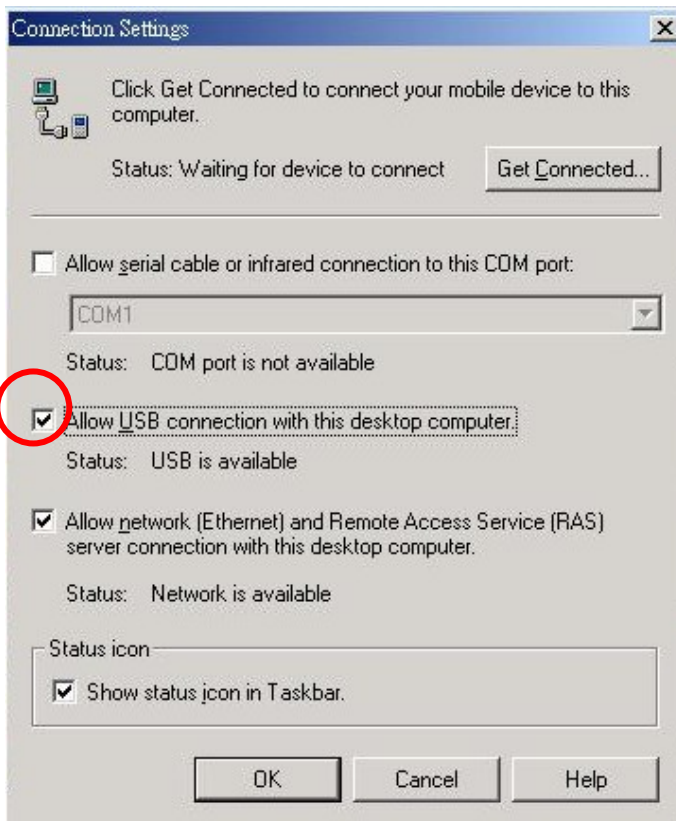 Connection Settings
Click Get Connected to connect your mobile device to this
computer.
Status: Waiting for device to connect
Get Connected...
Allow serial cable or infrared connection to this COM port:
COM1
Status: COM port is not available
Allow USB connection with this desktop computer.
Status: USB is available
Allow network (Ethernet) and Remote Access Service (RAS)
server connection with this desktop computer.
Status: Network is available
Status icon
Show status icon in Taskbar.
OK
Cancel
Help